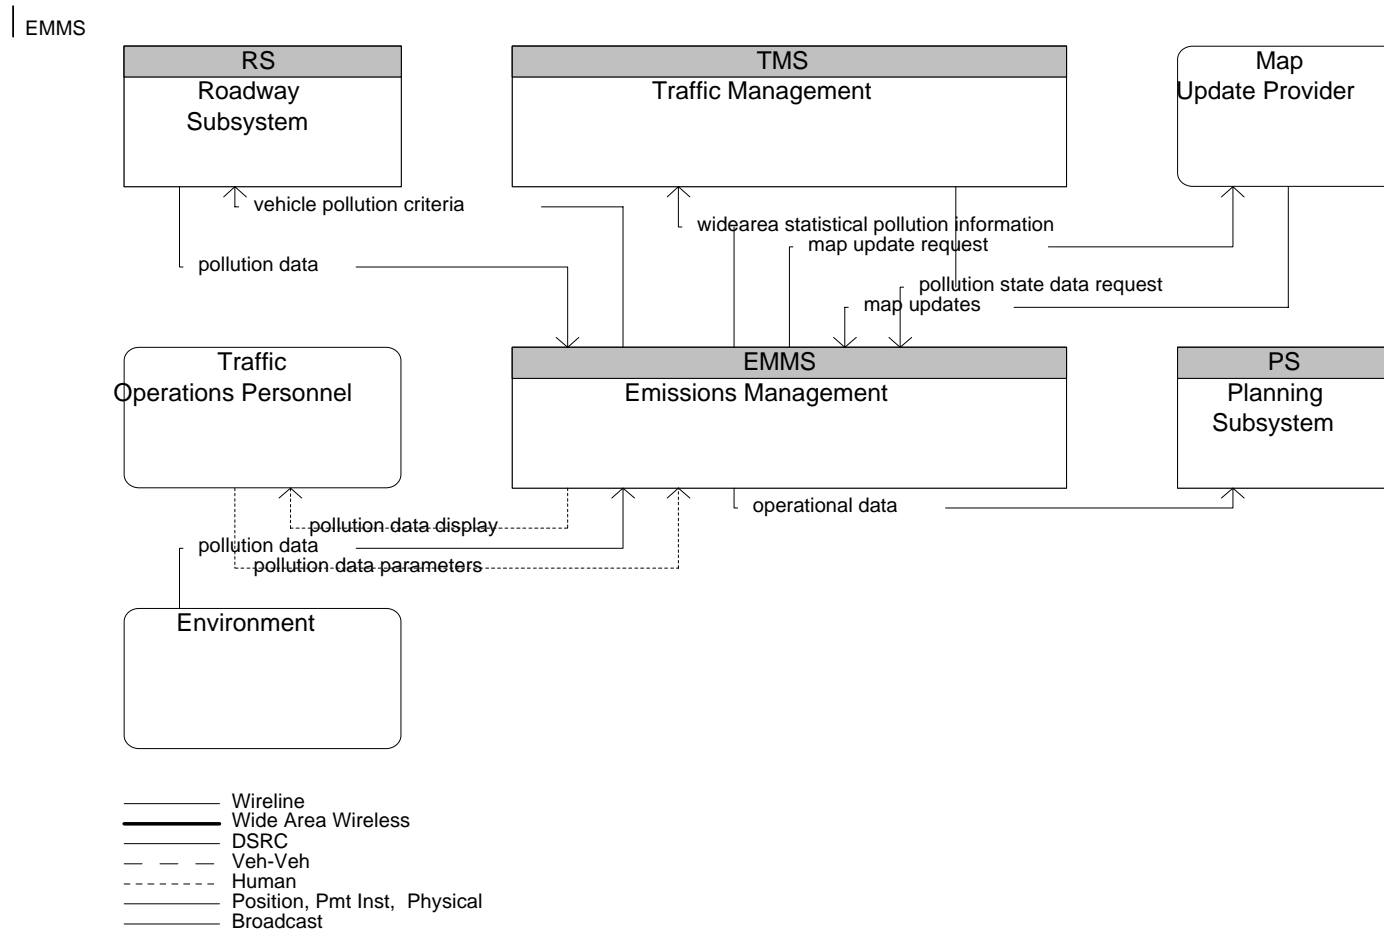 EMMS
RS
TMS
Map
Roadway
Traffic Management
Update Provider
Subsystem
vehicle pollution criteria
widearea statistical pollution information
map update request
pollution data
pollution state data request
map updates
Traffic
EMMS
PS
Operations Personnel
Emissions Management
Planning
Subsystem
operational data
pollution data display
pollution data
pollution data parameters
Environment
Wireline
Wide Area Wireless
DSRC
Veh-Veh
Human
Position, Pmt Inst, Physical
Broadcast